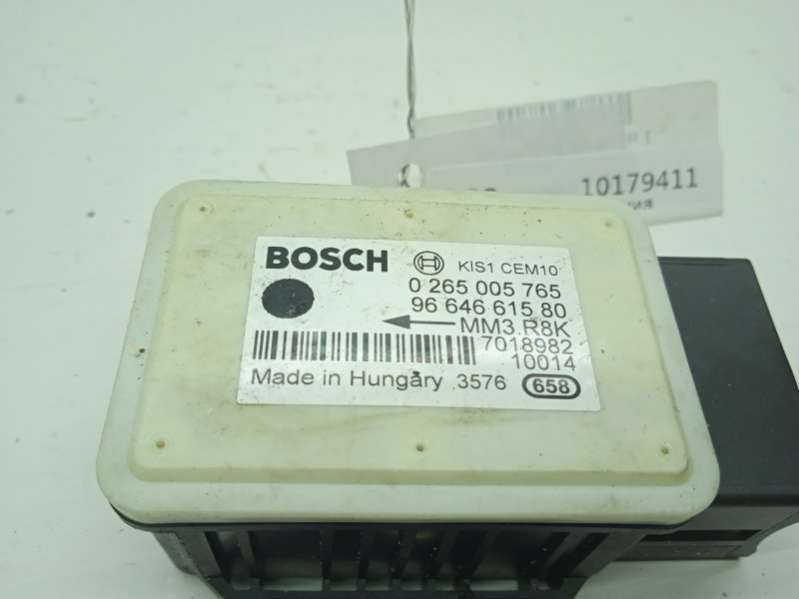 10179411
BOSCH KIS1 CEM10
0 265 005 765
96 646 615 80
MM3.R8K
7018982
10014
Made in Hungary 3576 658